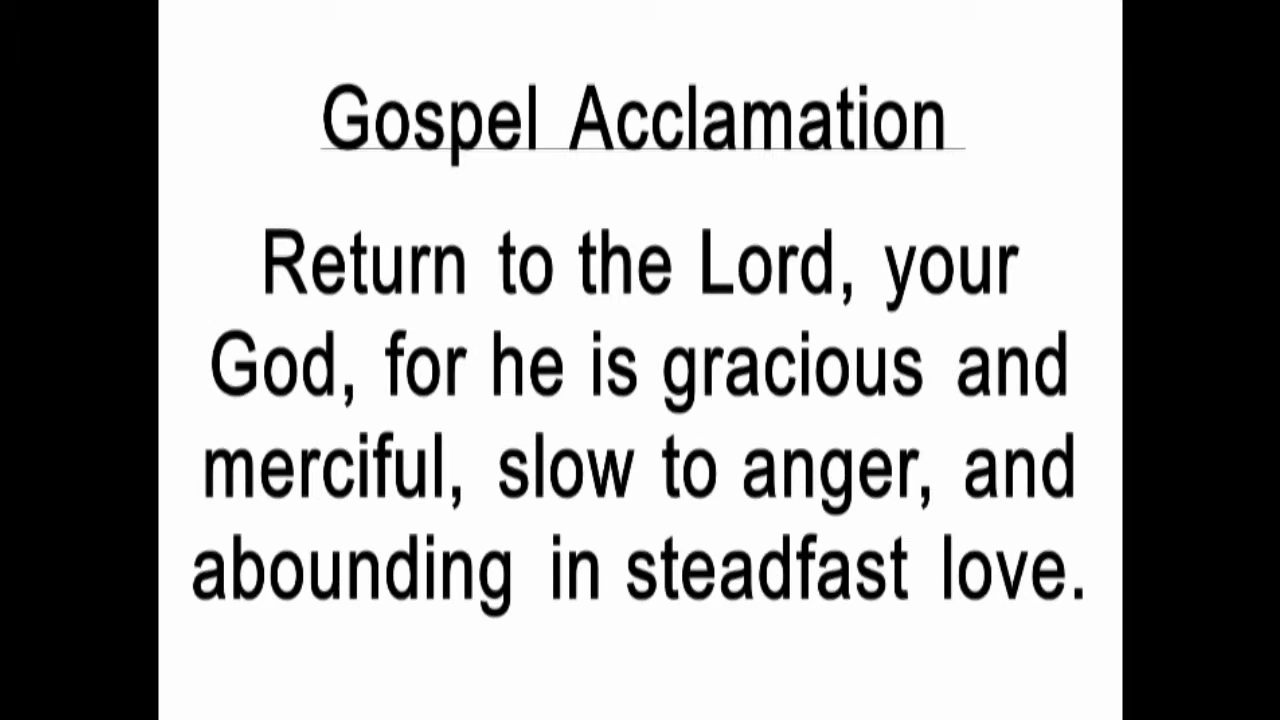 Gospel Acclamation
Return to the Lord, your
God, for he is gracious and
merciful, slow to anger, and
abounding in steadfast love.